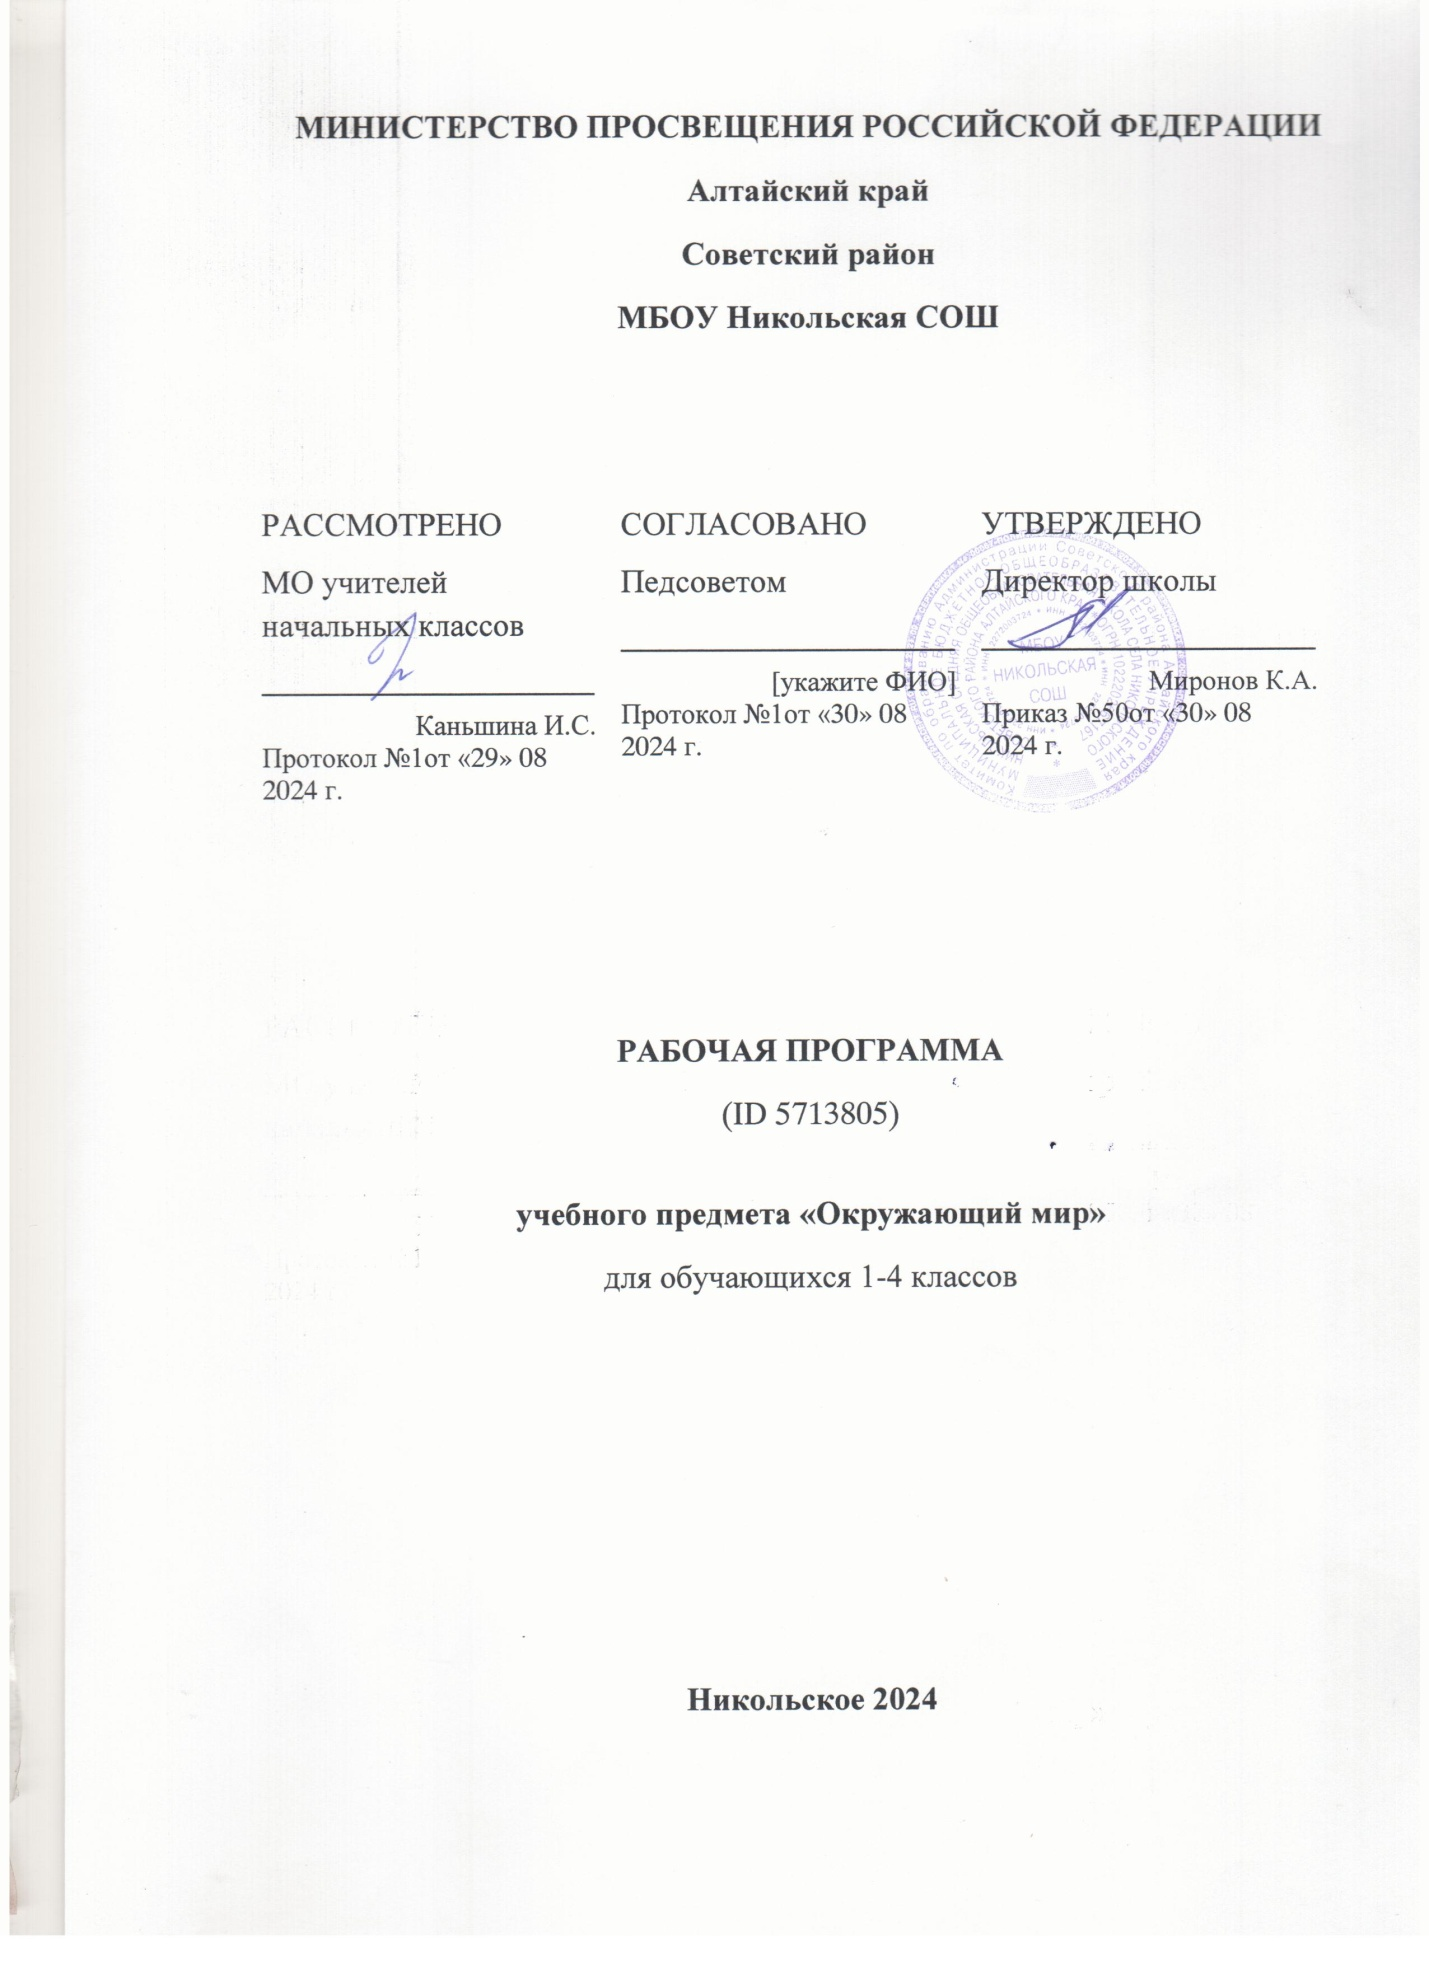 МИНИСТЕРСТВО ПРОСВЕЩЕНИЯ РОССИЙСКОЙ ФЕДЕРАЦИИ
Алтайский край
Советский район
МБОУ Никольская СОШ
РАССМОТРЕНО
МО учителей
начальных классов
Каньшина И.С.
Протокол №1от «29» 08
2024 г.
СОГЛАСОВАНО
Педсоветом
[укажите ФИО]
Протокол №1от «30» 08
2024 г.
УТВЕРЖДЕНО
Директор школы
Миронов К.А.
Приказ №50от «30» 08
2024 г.
МБОУ
НИКОЛЬСКАЯ
СОШ
РАБОЧАЯ ПРОГРАММА
(ID 5713805)
учебного предмета «Окружающий мир»
для обучающихся 1-4 классов
Никольское 2024